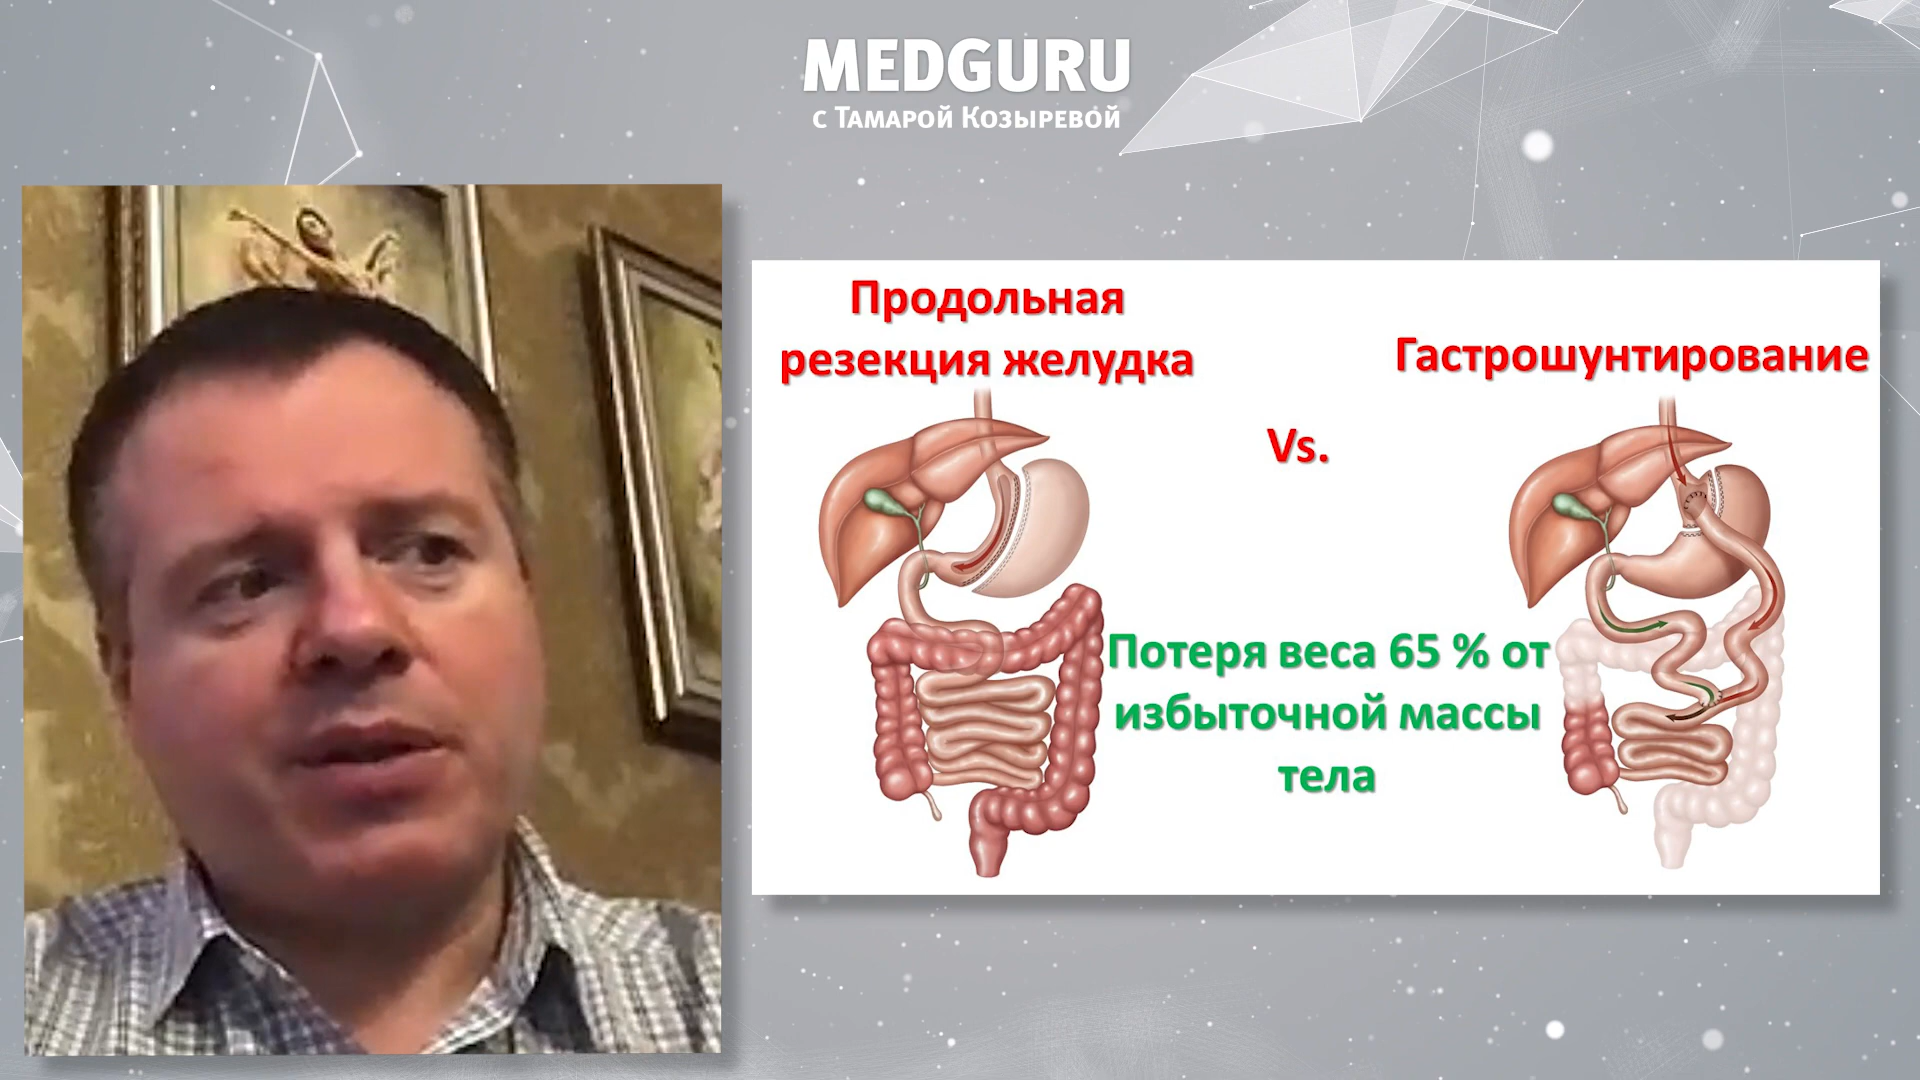 MEDGURU
с Тамарой Козыревой
Продольная
резекция желудка
Гастрошунтирование
Vs.
Потеря веса 65 % от
избыточной массы
тела